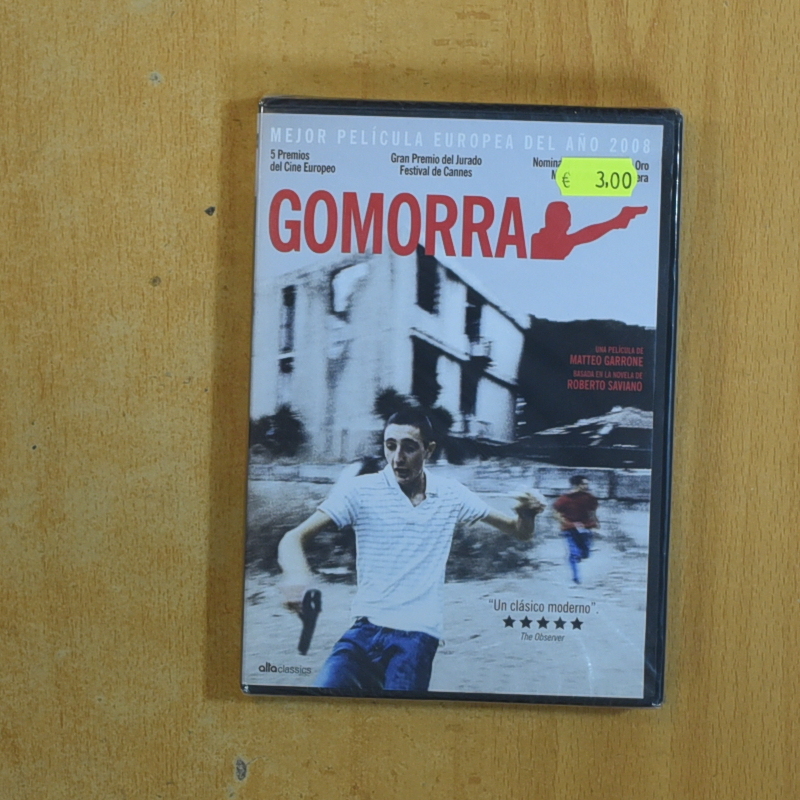 MEJOR PELÍCULA EUROPEA DEL AÑO 2008
5 Premios
del Cine Europeo
Gran Premio del Jurado
Festival de Cannes
Oro
€ 3,00
GOMORRA
UNA PELÍCULA DE
MATTEO GARRONE
BASADA EN LA NOVELA DE
ROBERTO SAVIANO
"Un clásico moderno".
The Observer
altaclassics